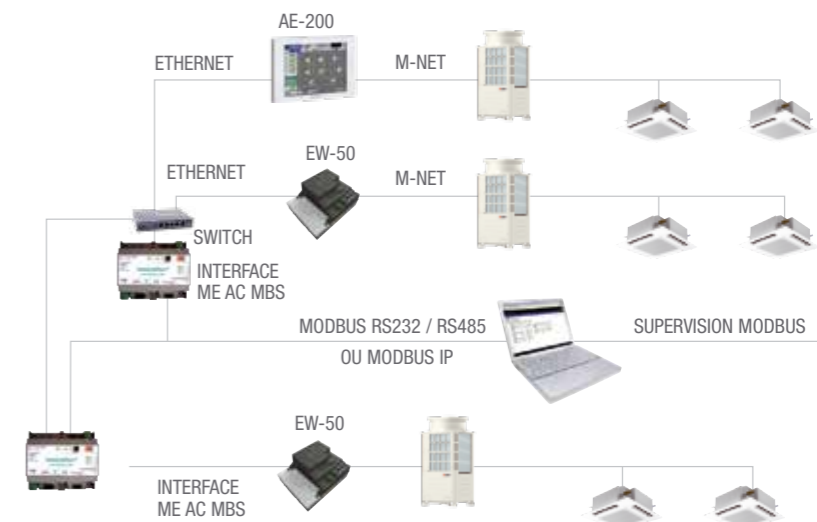 AE-200
ETHERNET
M-NET
EW-50
ETHERNET
M-NET
SWITCH
INTERFACE
ME AC MBS
MODBUS RS232 / RS485
SUPERVISION MODBUS
OU MODBUS IP
EW-50
INTERFACE
ME AC MBS